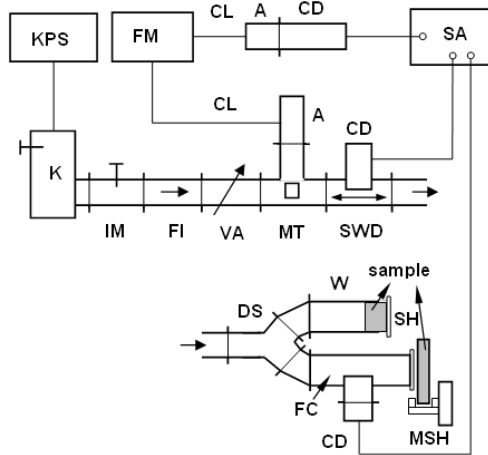 CL A CD
KPS FM SA
CL A CD
K
IM FI VA MT SWD
sample
W
DS SH
FC
CD MSH